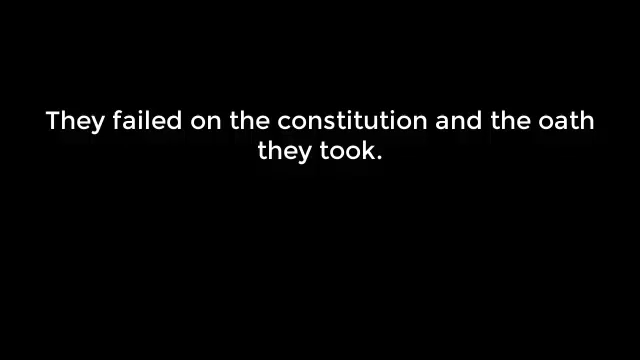 They failed on the constitution and the oath
they took.